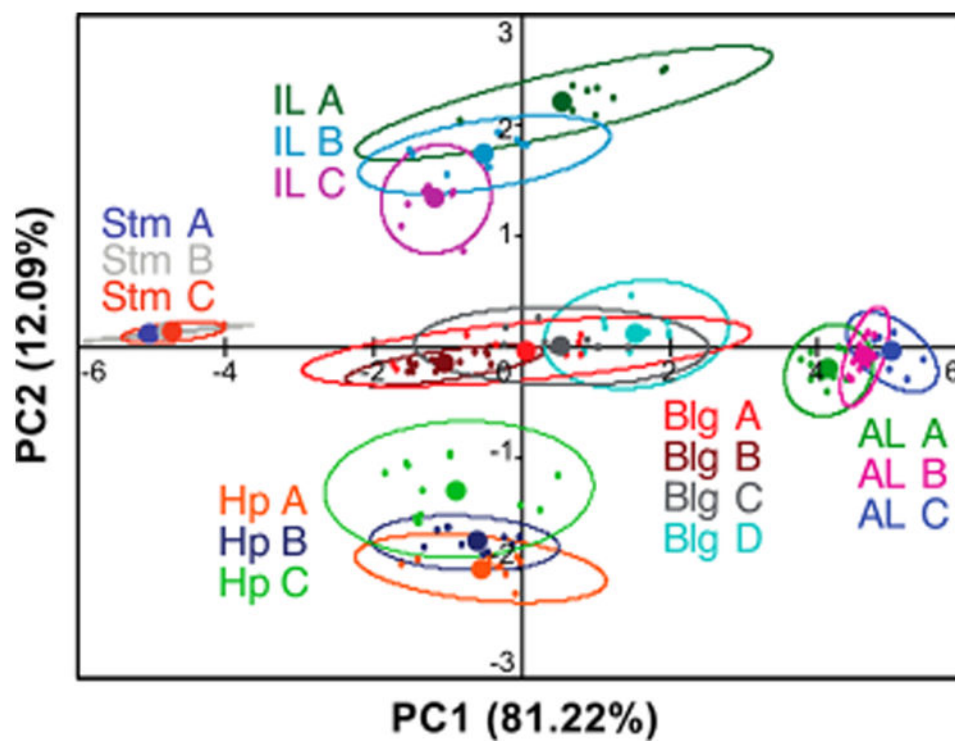 3
IL A
IL B
IL C
2
Stm A
Stm B
Stm C
1
PC2 (12.09%)
-6
-4
-2
0
2
4
6
Blg A
Blg B
Blg C
Blg D
AL A
AL B
AL C
-1
Hp A
Hp B
Hp C
-2
-3
PC1 (81.22%)